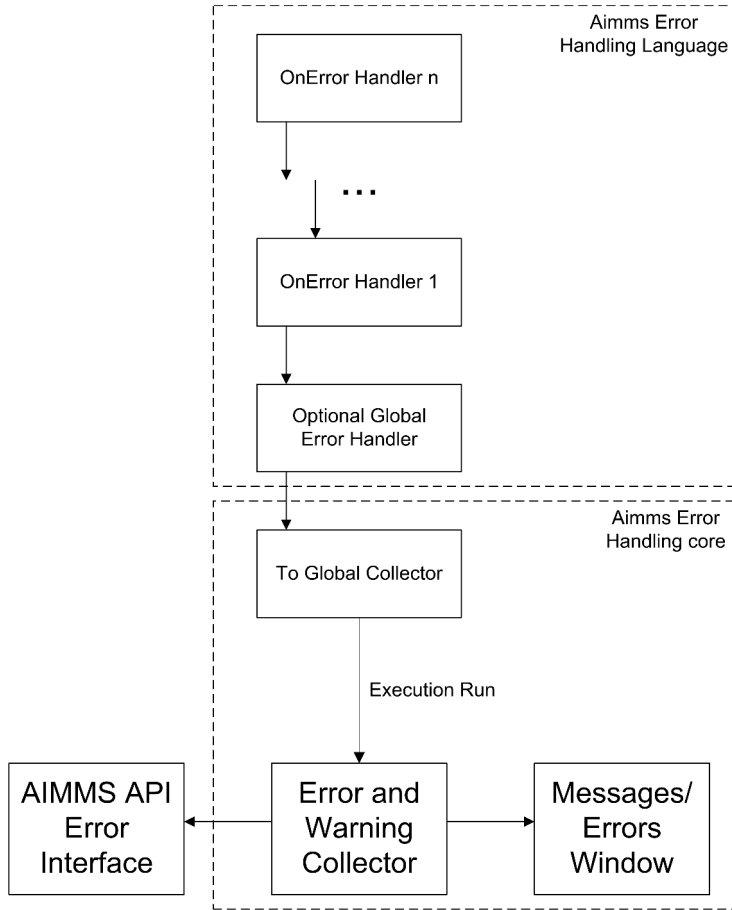 Aimms Error
Handling Language
OnError Handler n
...
OnError Handler 1
Optional Global
Error Handler
Aimms Error
Handling core
To Global Collector
Execution Run
AIMMS API
Error
Interface
Error and
Warning
Collector
Messages/
Errors
Window